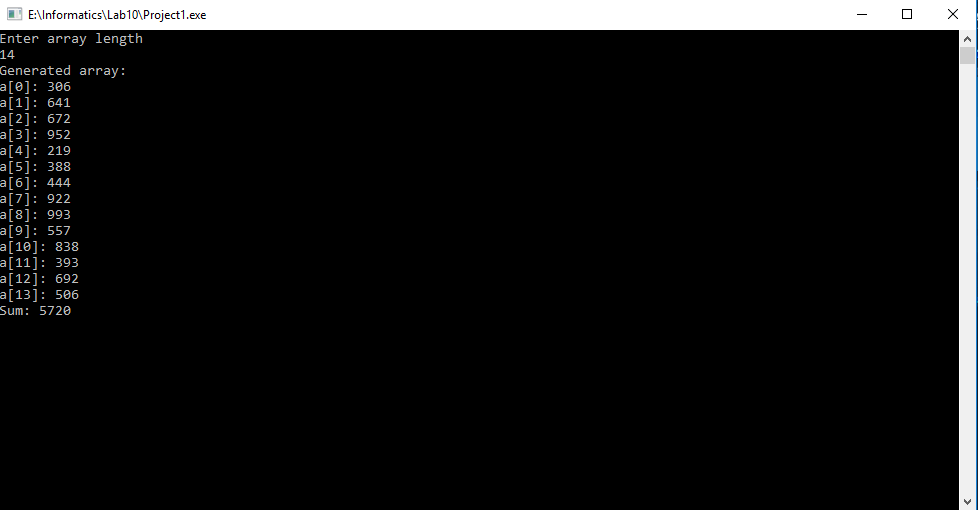 E:\Informatics\Lab10\Project1.exe
Enter array length
14
Generated array:
a[0]: 306
a[1]: 641
a[2]: 672
a[3]: 952
a[4]: 219
a[5]: 388
a[6]: 444
a[7]: 922
a[8]: 993
a[9]: 557
a[10]: 838
a[11]: 393
a[12]: 692
a[13]: 506
Sum: 5720